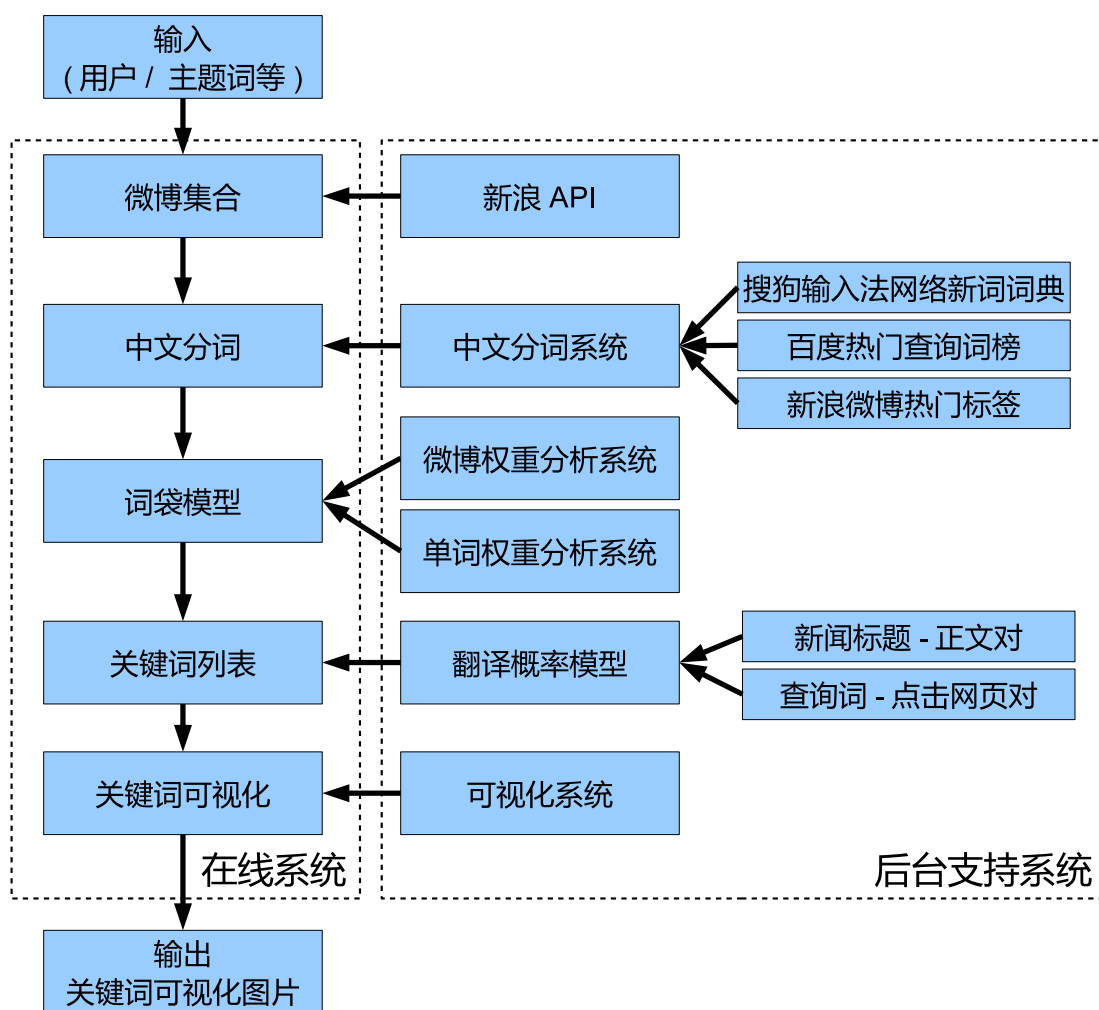 输入
( 用户 / 主题词等 )
微博集合
新浪 API
中文分词
中文分词系统
搜狗输入法网络新词词典
百度热门查询词榜
新浪微博热门标签
词袋模型
微博权重分析系统
单词权重分析系统
关键词列表
翻译概率模型
新闻标题 - 正文对
查询词 - 点击网页对
关键词可视化
可视化系统
在线系统
后台支持系统
输出
关键词可视化图片